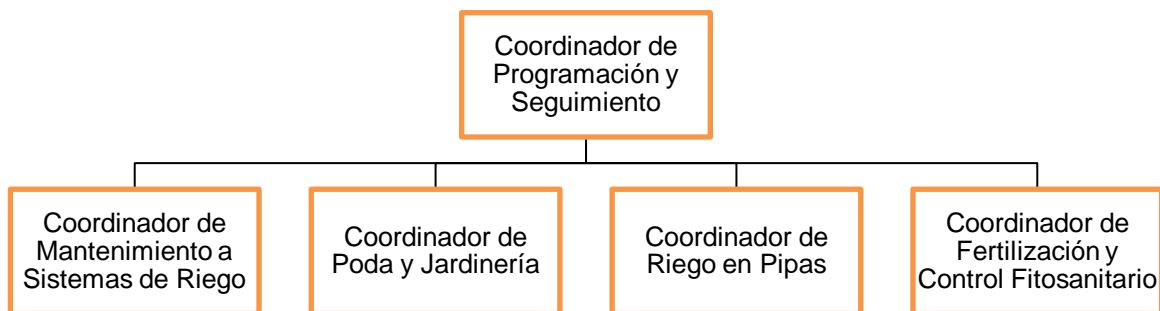 Coordinador de
Programación y
Seguimiento
Coordinador de
Mantenimiento a
Sistemas de Riego
Coordinador de
Poda y Jardinería
Coordinador de
Riego en Pipas
Coordinador de
Fertilización y
Control Fitosanitario